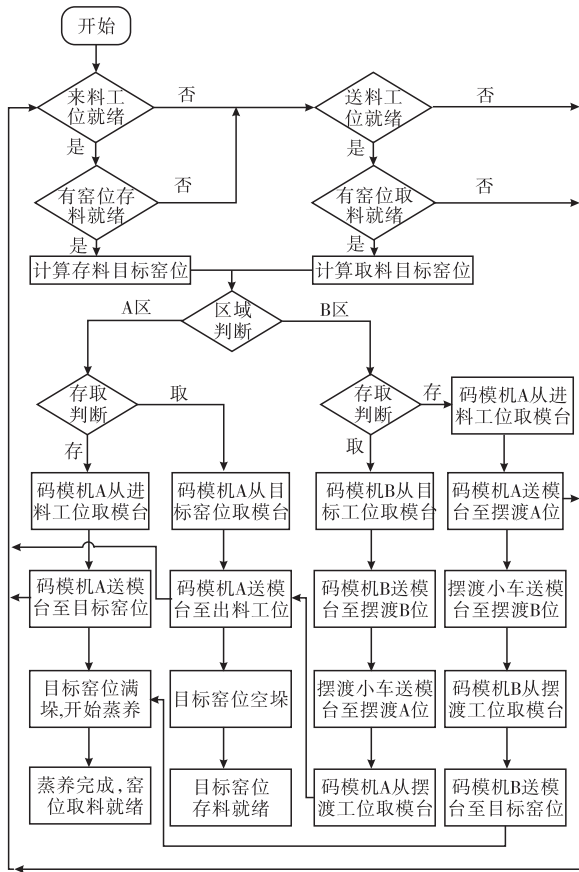 开始
来料工
位就绪
否
送料工
位就绪
否
是
是
有窑位存
料就绪
否
有窑位取
料就绪
否
是
是
计算存料目标窑位
计算取料目标窑位
A区
区域
判断
B区
存取
判断
取
存取
判断
存
码模机A从进
料工位取模台
存
取
码模机A从进
料工位取模台
码模机A从目
标窑位取模台
码模机B从目
标工位取模台
码模机A送模
台至摆渡A位
码模机A送模
台至目标窑位
码模机A送模
台至出料工位
码模机B送模
台至摆渡B位
摆渡小车送模
台至摆渡B位
目标窑位满
垛,开始蒸养
目标窑位空垛
摆渡小车送模
台至摆渡A位
码模机B从摆
渡工位取模台
蒸养完成,窑
位取料就绪
目标窑位
存料就绪
码模机A从摆
渡工位取模台
码模机B送模
台至目标窑位